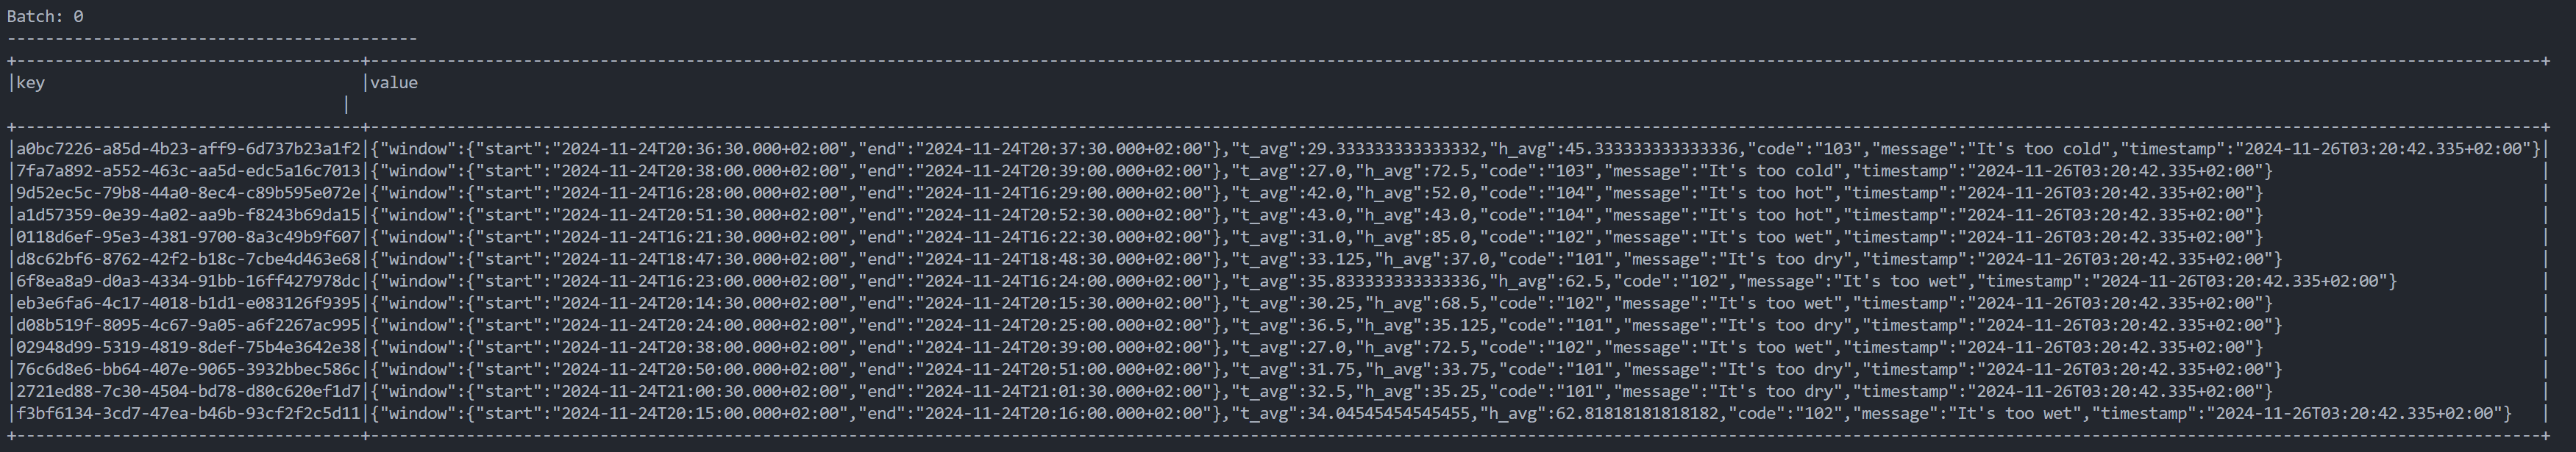 Batch: 0
-------------------------------------------
+------------------------------------+----------------------------------------------------------------------------------------------------------------------------------------------------------------------------------------------------------------------------------+
|key                                 |value
                                   |
+------------------------------------+----------------------------------------------------------------------------------------------------------------------------------------------------------------------------------------------------------------------------------+
|a0bc7226-a85d-4b23-aff9-6d737b23a1f2|{"window":{"start":"2024-11-24T20:36:30.000+02:00","end":"2024-11-24T20:37:30.000+02:00"},"t_avg":29.333333333333332,"h_avg":45.333333333333336,"code":"103","message":"It's too cold","timestamp":"2024-11-26T03:20:42.335+02:00"}|
|7fa7a892-a552-463c-aa5d-edc5a16c7013|{"window":{"start":"2024-11-24T20:38:00.000+02:00","end":"2024-11-24T20:39:00.000+02:00"},"t_avg":27.0,"h_avg":72.5,"code":"103","message":"It's too cold","timestamp":"2024-11-26T03:20:42.335+02:00"} |
|9d52ec5c-79b8-44a0-8ec4-c89b595e072e|{"window":{"start":"2024-11-24T16:28:00.000+02:00","end":"2024-11-24T16:29:00.000+02:00"},"t_avg":42.0,"h_avg":52.0,"code":"104","message":"It's too hot","timestamp":"2024-11-26T03:20:42.335+02:00"} |
|a1d57359-0e39-4a02-aa9b-f8243b69da15|{"window":{"start":"2024-11-24T20:51:30.000+02:00","end":"2024-11-24T20:52:30.000+02:00"},"t_avg":43.0,"h_avg":43.0,"code":"104","message":"It's too hot","timestamp":"2024-11-26T03:20:42.335+02:00"} |
|0118d6ef-95e3-4381-9700-8a3c49b9f607|{"window":{"start":"2024-11-24T16:21:30.000+02:00","end":"2024-11-24T16:22:30.000+02:00"},"t_avg":31.0,"h_avg":85.0,"code":"102","message":"It's too wet","timestamp":"2024-11-26T03:20:42.335+02:00"} |
|d8c62bf6-8762-42f2-b18c-7cbe4d463e68|{"window":{"start":"2024-11-24T18:47:30.000+02:00","end":"2024-11-24T18:48:30.000+02:00"},"t_avg":33.125,"h_avg":37.0,"code":"101","message":"It's too dry","timestamp":"2024-11-26T03:20:42.335+02:00"} |
|6f8ea8a9-d0a3-4334-91bb-16ff427978dc|{"window":{"start":"2024-11-24T16:23:00.000+02:00","end":"2024-11-24T16:24:00.000+02:00"},"t_avg":35.833333333333336,"h_avg":62.5,"code":"102","message":"It's too wet","timestamp":"2024-11-26T03:20:42.335+02:00"} |
|eb3e6fa6-4c17-4018-b1d1-e083126f9395|{"window":{"start":"2024-11-24T20:14:30.000+02:00","end":"2024-11-24T20:15:30.000+02:00"},"t_avg":30.25,"h_avg":68.5,"code":"102","message":"It's too wet","timestamp":"2024-11-26T03:20:42.335+02:00"} |
|d08b519f-8095-4c67-9a05-a6f2267ac995|{"window":{"start":"2024-11-24T20:24:00.000+02:00","end":"2024-11-24T20:25:00.000+02:00"},"t_avg":36.5,"h_avg":35.125,"code":"101","message":"It's too dry","timestamp":"2024-11-26T03:20:42.335+02:00"} |
|02948d99-5319-4819-8def-75b4e3642e38|{"window":{"start":"2024-11-24T20:38:00.000+02:00","end":"2024-11-24T20:39:00.000+02:00"},"t_avg":27.0,"h_avg":72.5,"code":"102","message":"It's too wet","timestamp":"2024-11-26T03:20:42.335+02:00"} |
|76c6d8e6-bb64-407e-9065-3932bbec586c|{"window":{"start":"2024-11-24T20:50:00.000+02:00","end":"2024-11-24T20:51:00.000+02:00"},"t_avg":31.75,"h_avg":33.75,"code":"101","message":"It's too dry","timestamp":"2024-11-26T03:20:42.335+02:00"} |
|2721ed88-7c30-4504-bd78-d80c620ef1d7|{"window":{"start":"2024-11-24T21:00:30.000+02:00","end":"2024-11-24T21:01:30.000+02:00"},"t_avg":32.5,"h_avg":35.25,"code":"101","message":"It's too dry","timestamp":"2024-11-26T03:20:42.335+02:00"} |
|f3bf6134-3cd7-47ea-b46b-93cf2f2c5d11|{"window":{"start":"2024-11-24T20:15:00.000+02:00","end":"2024-11-24T20:16:00.000+02:00"},"t_avg":34.04545454545455,"h_avg":62.81818181818182,"code":"102","message":"It's too wet","timestamp":"2024-11-26T03:20:42.335+02:00"} |
+------------------------------------+----------------------------------------------------------------------------------------------------------------------------------------------------------------------------------------------------------------------------------+